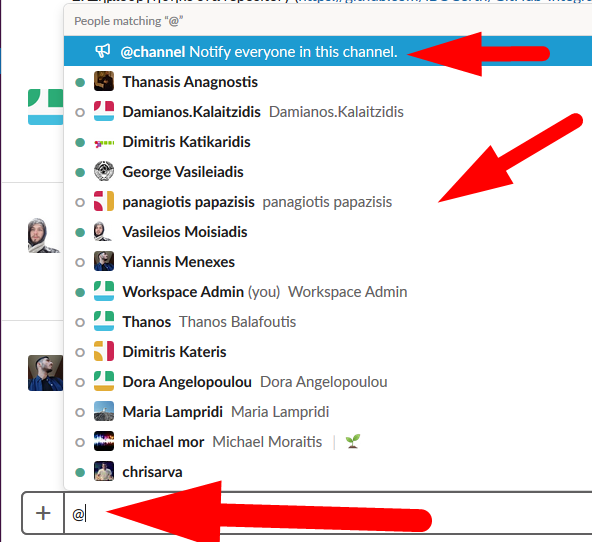 People matching “@”
@channel Notify everyone in this channel.
Thanasis Anagnostis
Damianos.Kalaitzidis Damianos.Kalaitzidis
Dimitris Katikaridis
George Vasileiadis
panagiotis papazisis panagiotis papazisis
Vasileios Moisiadis
Yiannis Menexes
Workspace Admin (you) Workspace Admin
Thanos Thanos Balafoutis
Dimitris Kateris
Dora Angelopoulou Dora Angelopoulou
Maria Lampridi Maria Lampridi
michael mor Michael Moraitis
chrisarva
+ @